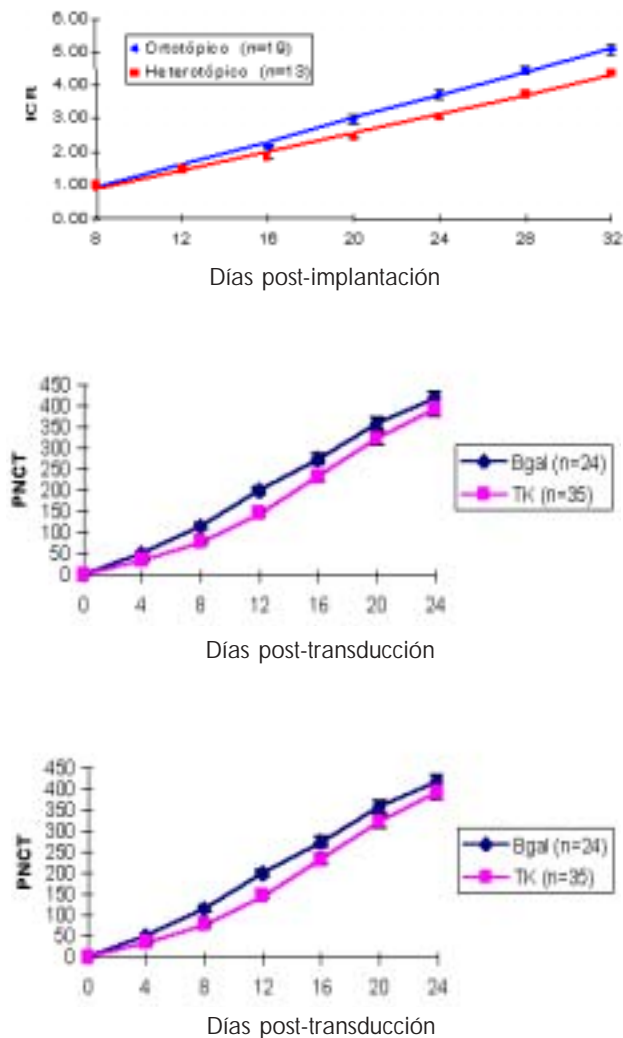 6.00
5.00
4.00
3.00
2.00
1.00
0.00
ICR
Ortotópico (n=19)
Heterotópico (n=13)
8 12 16 20 24 28 32
Días post-implantación
450
400
350
300
250
200
150
100
50
0
PNCT
Bgal (n=24)
TK (n=35)
0 4 8 12 16 20 24
Días post-transducción
450
400
350
300
250
200
150
100
50
0
PNCT
Bgal (n=24)
TK (n=35)
0 4 8 12 16 20 24
Días post-transducción